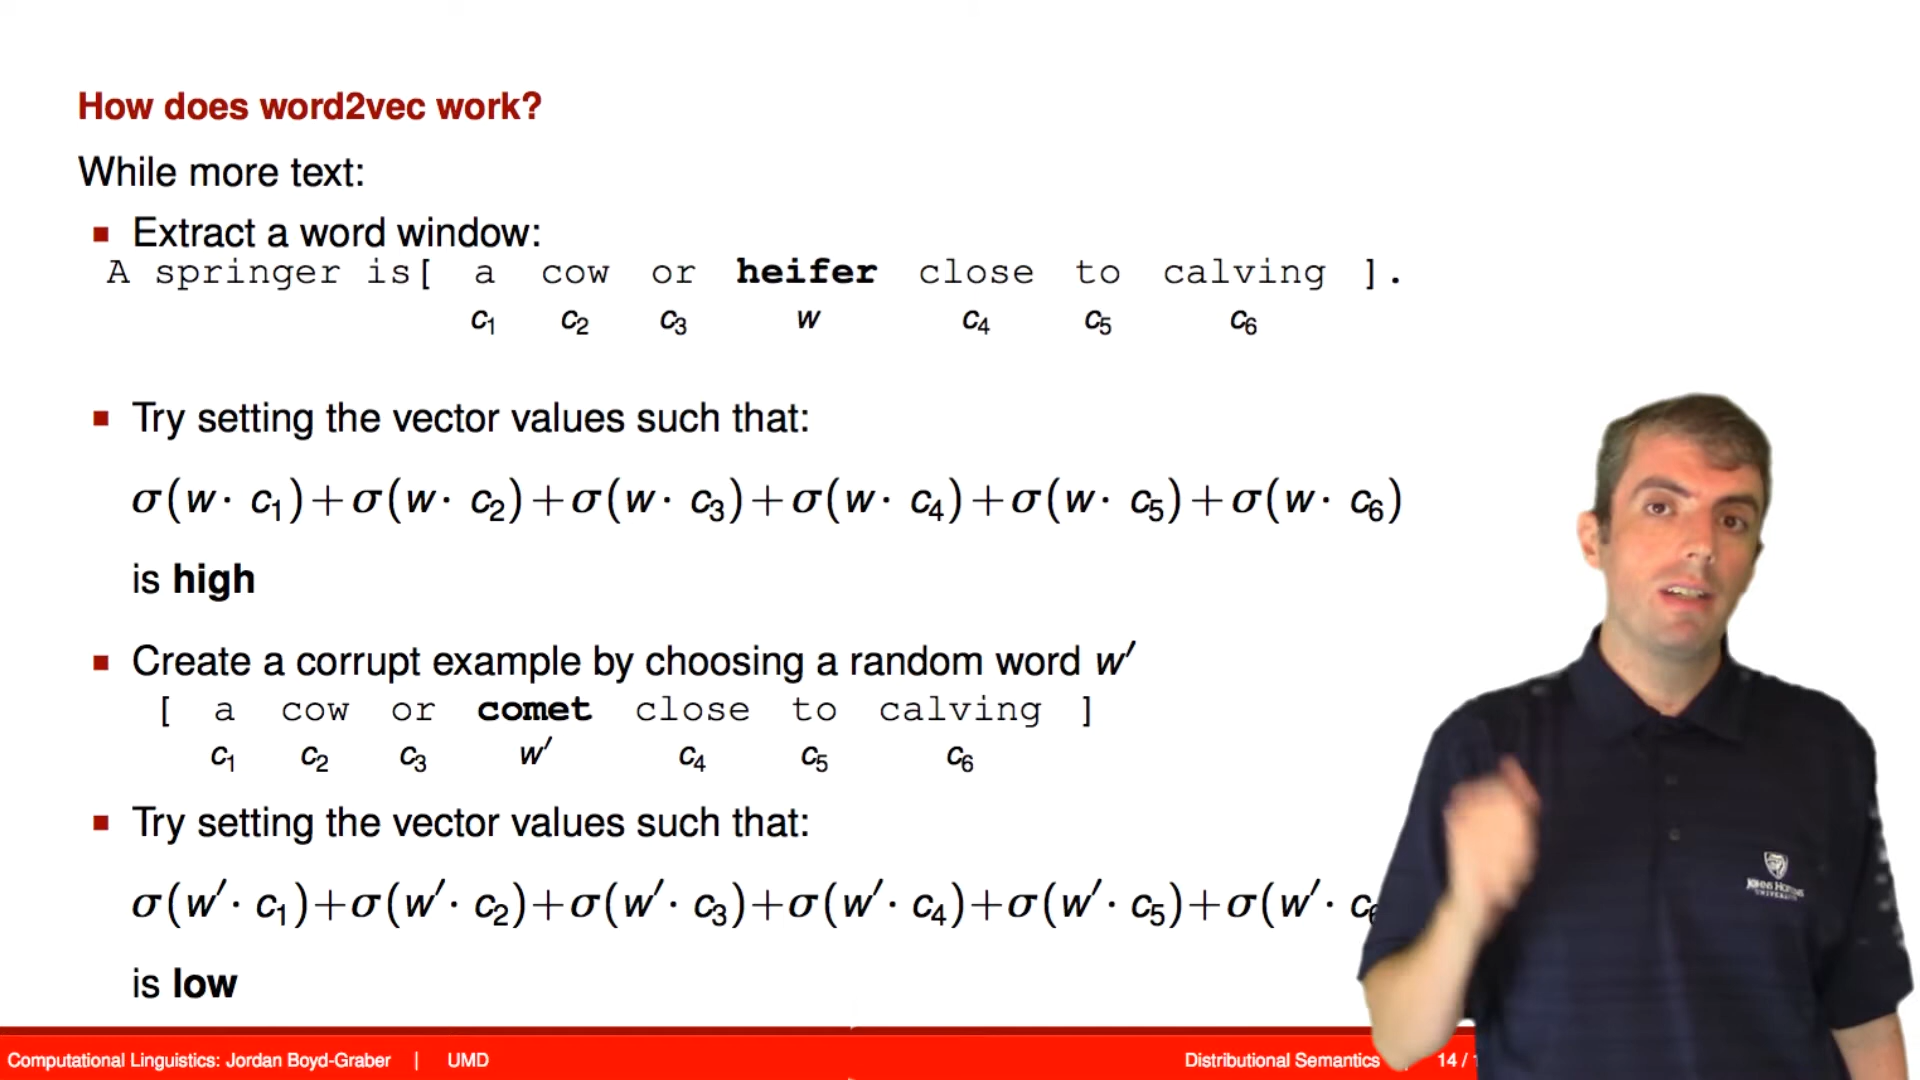 How does word2vec work?
While more text:
Extract a word window:
A springer is[ a cow or heifer close to calving ].
c₁ c₂ c₃ w c₄ c₅ c₆
Try setting the vector values such that:
σ(w· c₁)+σ(w· c₂)+σ(w· c₃)+σ(w· c₄)+σ(w· c₅)+σ(w· c₆)
is high
Create a corrupt example by choosing a random word w′
[ a cow or comet close to calving ]
c₁ c₂ c₃ w′ c₄ c₅ c₆
Try setting the vector values such that:
σ(w′· c₁)+σ(w′· c₂)+σ(w′· c₃)+σ(w′· c₄)+σ(w′· c₅)+σ(w′· c
is low
JOHNS HOPKINS
UNIVERSITY
Computational Linguistics: Jordan Boyd-Graber | UMD Distributional Semantics 14 /